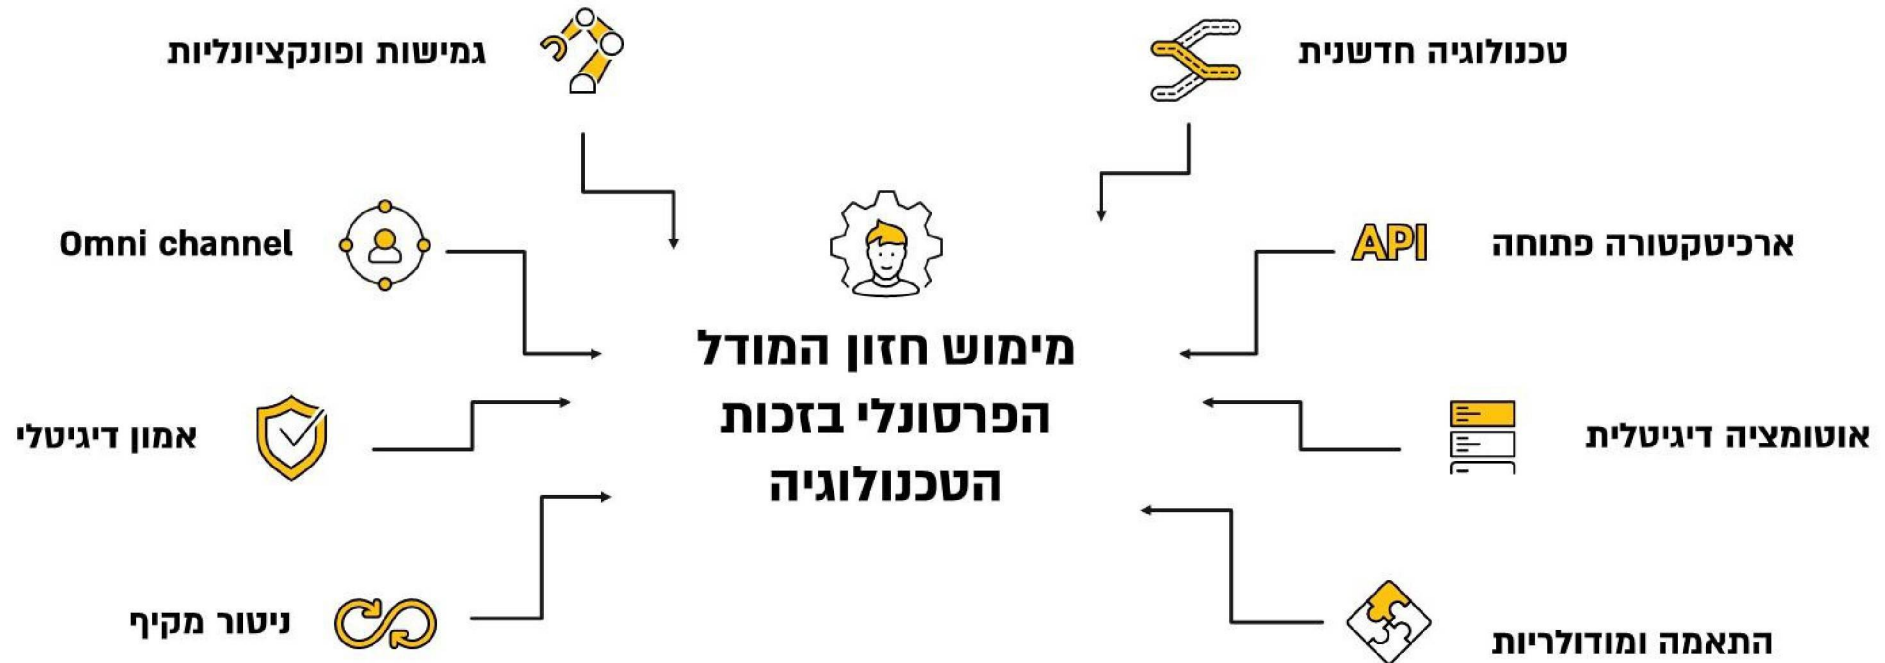 טכנולוגיה חדשנית
גמישות ופונקציונליות
API
ארכיטקטורה פתוחה
Omni channel
מימוש חזון המודל
הפרסונלי בזכות
הטכנולוגיה
אוטומציה דיגיטלית
אמון דיגיטלי
התאמה ומודולריות
ניטור מקיף